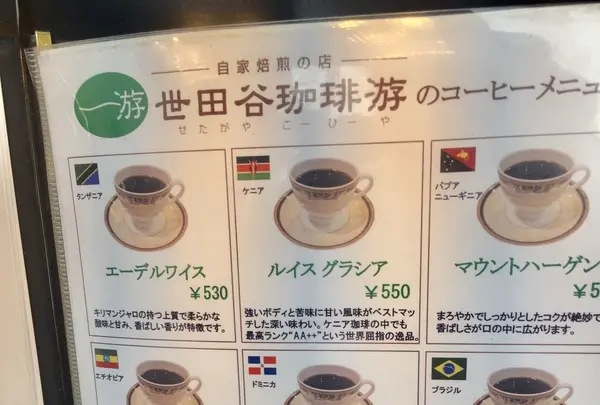 自家焙煎の店
游
世田谷珈琲游のコーヒーメニュ
せたがや こーひーや
タンザニア
エーデルワイス
¥530
キリマンジャロの持つ上質で柔らかな
酸味と甘み、香ばしい香りが特徴です。
ケニア
ルイス グラシア
¥550
強いボディと苦味に甘い風味がベストマッ
チした深い味わい。ケニア珈琲の中でも
最高ランク“AA++”という世界屈指の逸品。
パプア
ニューギニア
マウントハーゲン
¥5
まろやかでしっかりとしたコクが絶妙で
香ばしさが口の中に広がります。
エチオピア
ドミニカ
ブラジル